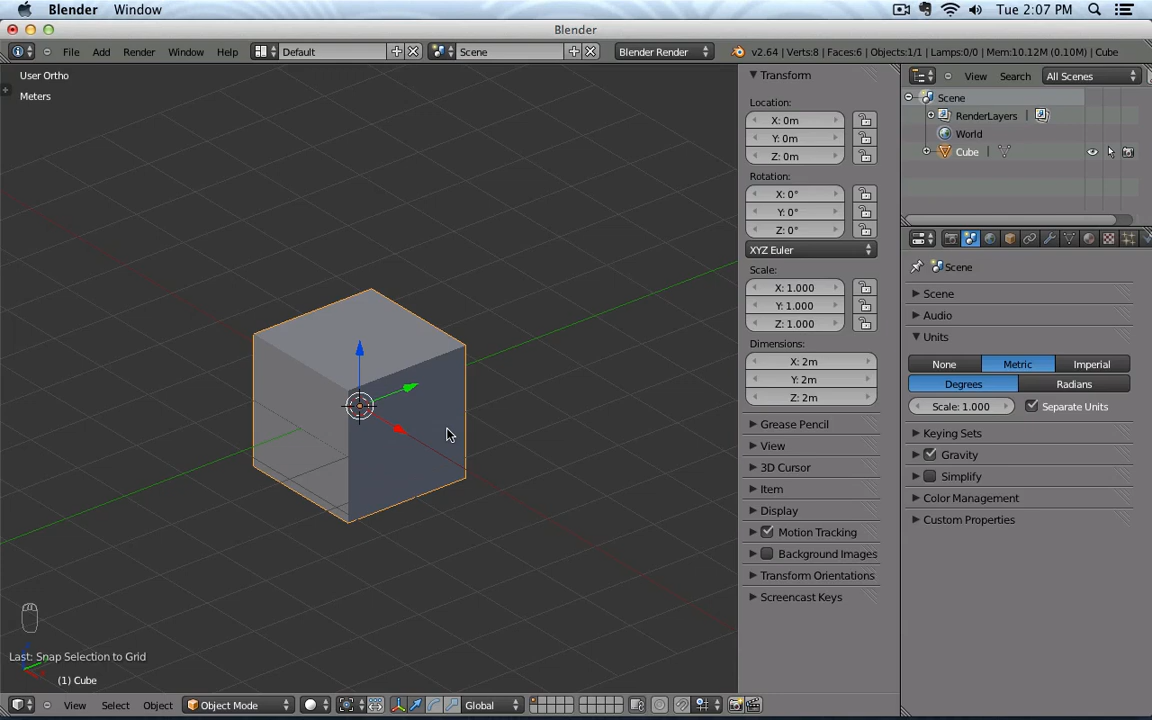 Blender Window Tue 2:07 PM
Blender
File Add Render Window Help Default Scene Blender Render v2.64 | Verts:8 | Faces:6 | Objects:1/1 | Lamps:0/0 | Mem:10.12M (0.10M) | Cube
User Ortho
Meters
Last: Snap Selection to Grid
(1) Cube
View Select Object Object Mode Global
Transform
Location:
X: 0m
Y: 0m
Z: 0m
Rotation:
X: 0°
Y: 0°
Z: 0°
XYZ Euler
Scale:
X: 1.000
Y: 1.000
Z: 1.000
Dimensions:
X: 2m
Y: 2m
Z: 2m
Grease Pencil
View
3D Cursor
Item
Display
Motion Tracking
Background Images
Transform Orientations
Screencast Keys
View Search All Scenes
Scene
RenderLayers |
World
Cube |
Scene
Scene
Audio
Units
None Metric Imperial
Degrees Radians
Scale: 1.000 Separate Units
Keying Sets
Gravity
Simplify
Color Management
Custom Properties